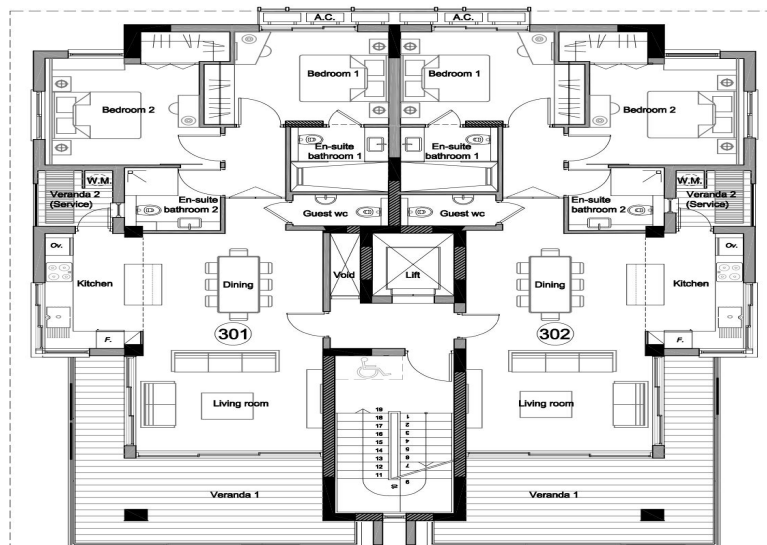 A.C.
A.C.
Bedroom 1
Bedroom 1
Bedroom 2
Bedroom 2
En-suite
bathroom 1
En-suite
bathroom 1
W.M.
W.M.
Veranda 2
(Service)
Veranda 2
(Service)
En-suite
bathroom 2
En-suite
bathroom 2
Guest wc
Guest wc
Ov.
Ov.
Kitchen
Dining
Void
Lift
Dining
Kitchen
F.
301
302
F.
Living room
Living room
19
18
17
16
15
14
13
12
11
10
1
2
3
4
5
6
7
8
9
Veranda 1
Veranda 1